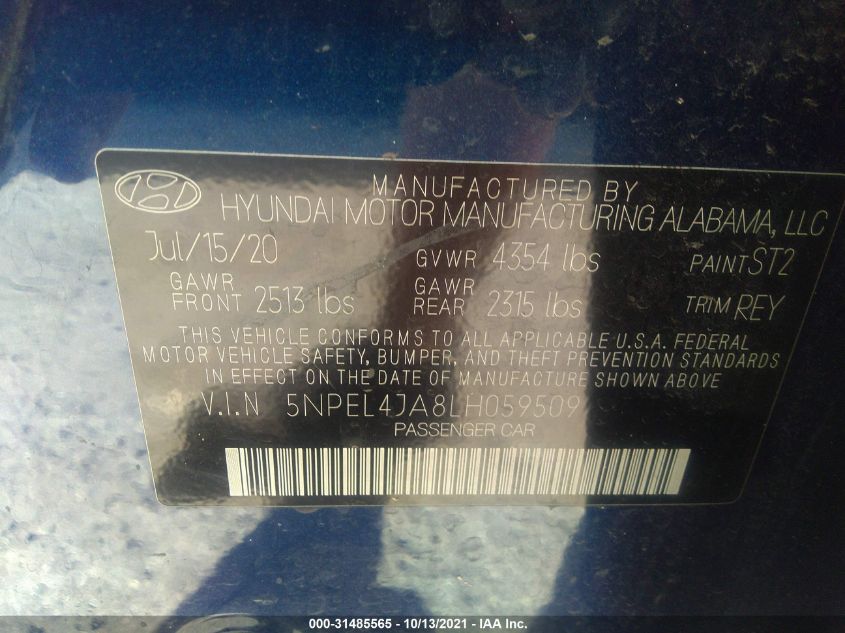 MANUFACTURED BY
HYUNDAI MOTOR MANUFACTURING ALABAMA, LLC
Jul/15/20 GVWR 4354 lbs PAINT ST2
GAWR FRONT 2513 lbs GAWR REAR 2315 lbs TRIM REY
THIS VEHICLE CONFORMS TO ALL APPLICABLE U.S.A. FEDERAL
MOTOR VEHICLE SAFETY, BUMPER, AND THEFT PREVENTION STANDARDS
IN EFFECT ON THE DATE OF MANUFACTURE SHOWN ABOVE
V.I.N 5NPEL4JA8LH059509
PASSENGER CAR
000-31485565 - 10/13/2021 - IAA Inc.